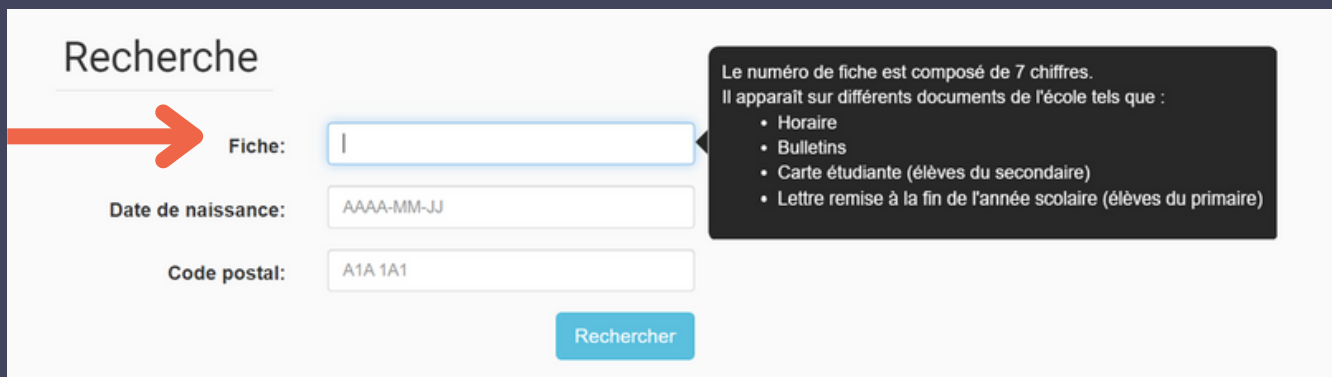 Recherche
Fiche:
Le numéro de fiche est composé de 7 chiffres.
Il apparaît sur différents documents de l'école tels que :
• Horaire
• Bulletins
• Carte étudiante (élèves du secondaire)
• Lettre remise à la fin de l'année scolaire (élèves du primaire)
Date de naissance: AAAA-MM-JJ
Code postal: A1A 1A1
Rechercher